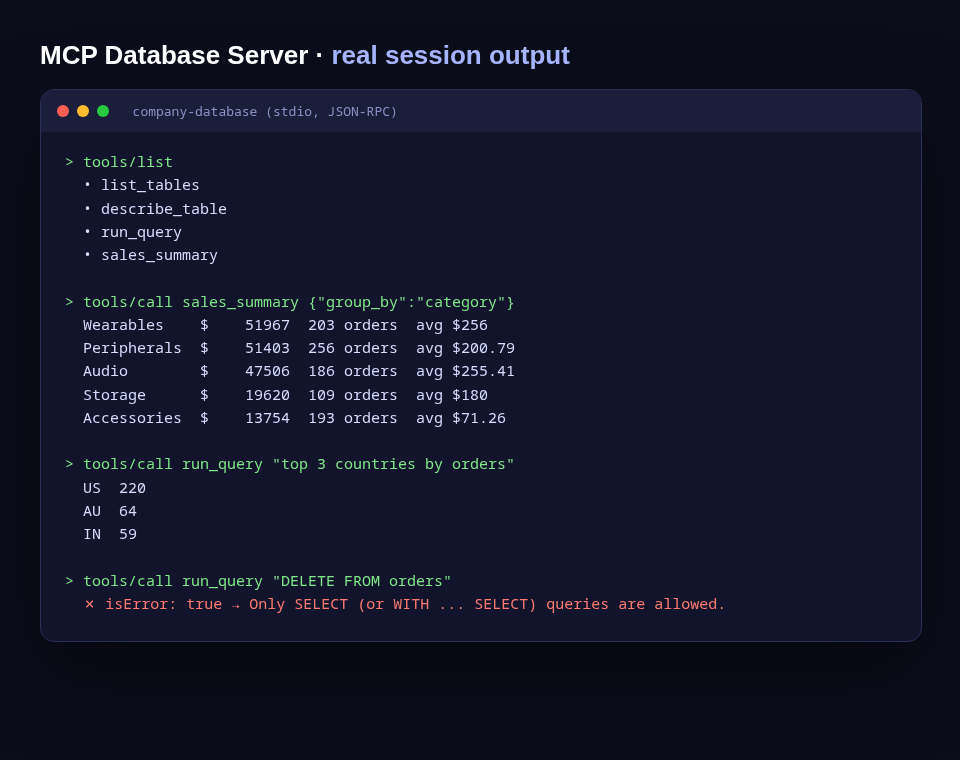 MCP Database Server · real session output
company-database (stdio, JSON-RPC)
> tools/list
• list_tables
• describe_table
• run_query
• sales_summary
> tools/call sales_summary {"group_by":"category"}
Wearables    $    51967  203 orders  avg $256
Peripherals  $    51403  256 orders  avg $200.79
Audio        $    47506  186 orders  avg $255.41
Storage      $    19620  109 orders  avg $180
Accessories  $    13754  193 orders  avg $71.26
> tools/call run_query "top 3 countries by orders"
US  220
AU  64
IN  59
> tools/call run_query "DELETE FROM orders"
✕ isError: true → Only SELECT (or WITH ... SELECT) queries are allowed.